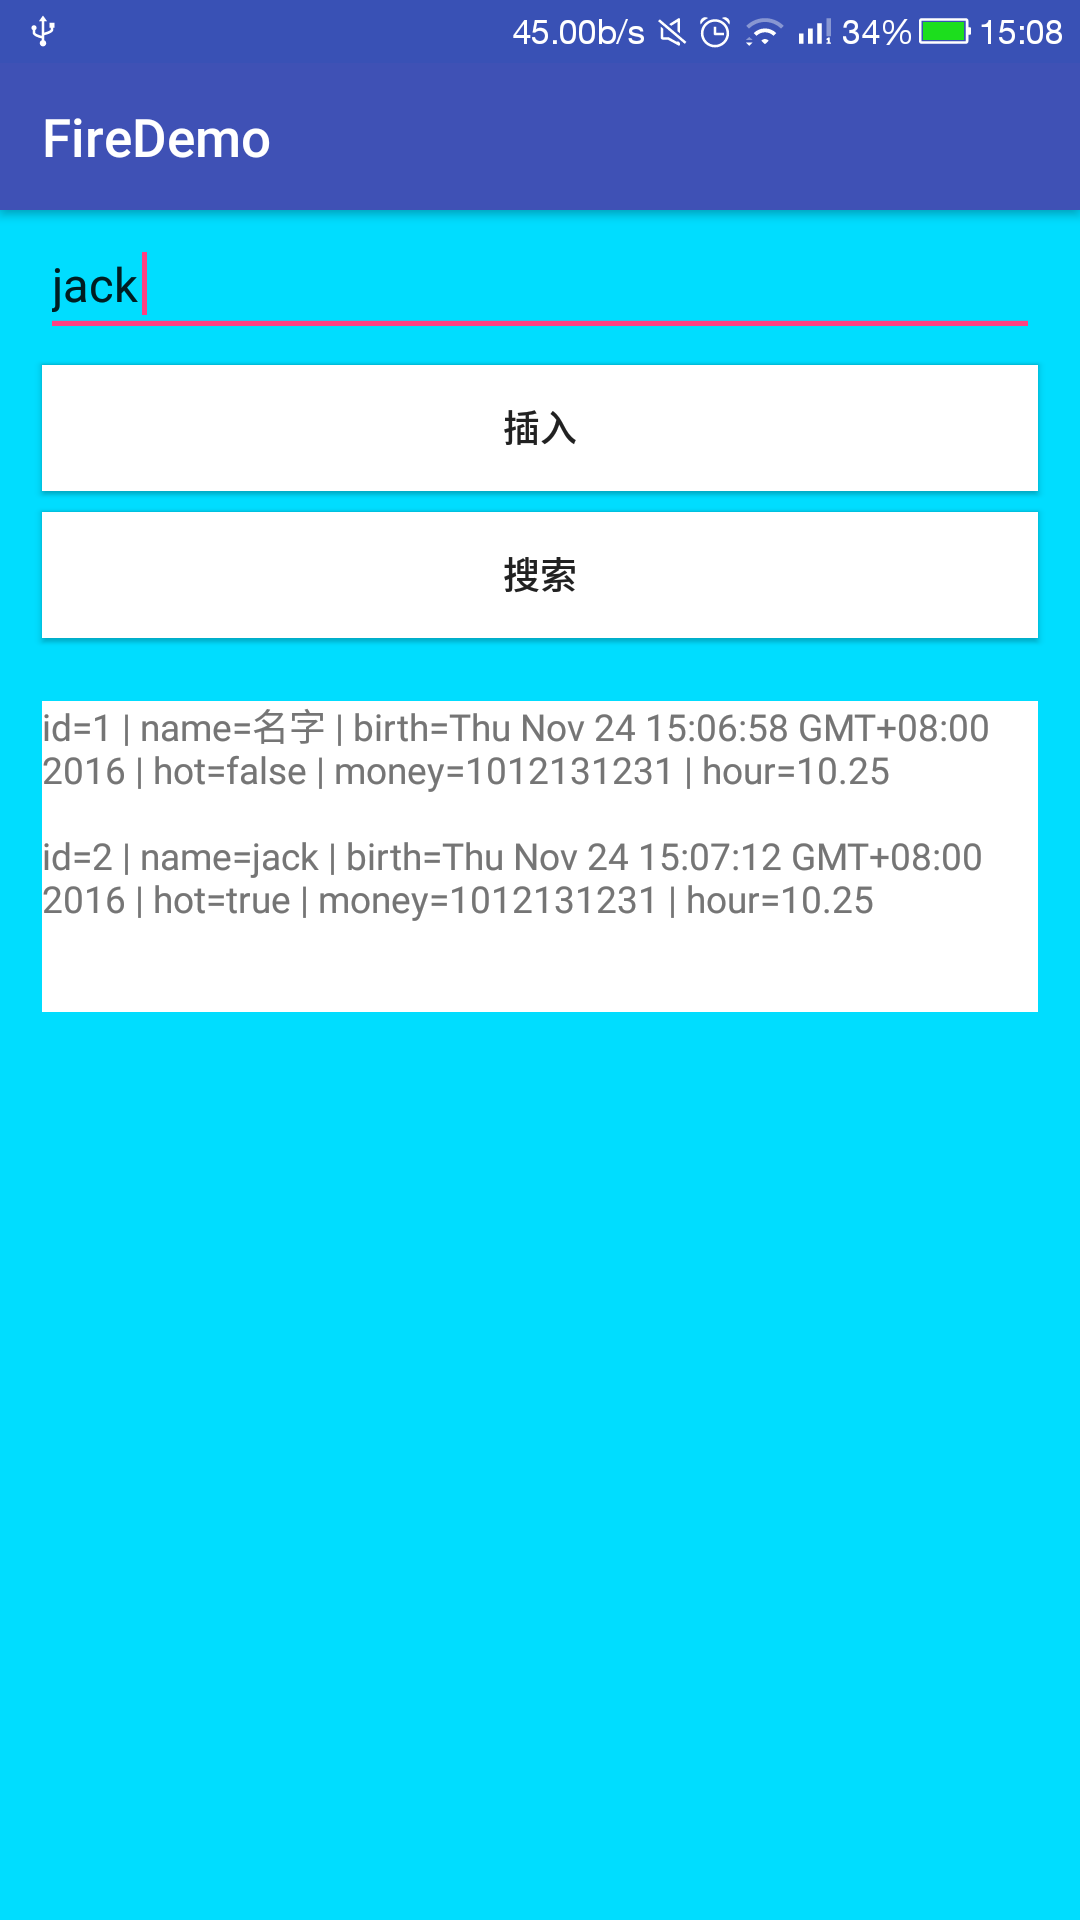 45.00b/s 34% 15:08
FireDemo
jack
插入
搜索
id=1 | name=名字 | birth=Thu Nov 24 15:06:58 GMT+08:00
2016 | hot=false | money=1012131231 | hour=10.25
id=2 | name=jack | birth=Thu Nov 24 15:07:12 GMT+08:00
2016 | hot=true | money=1012131231 | hour=10.25